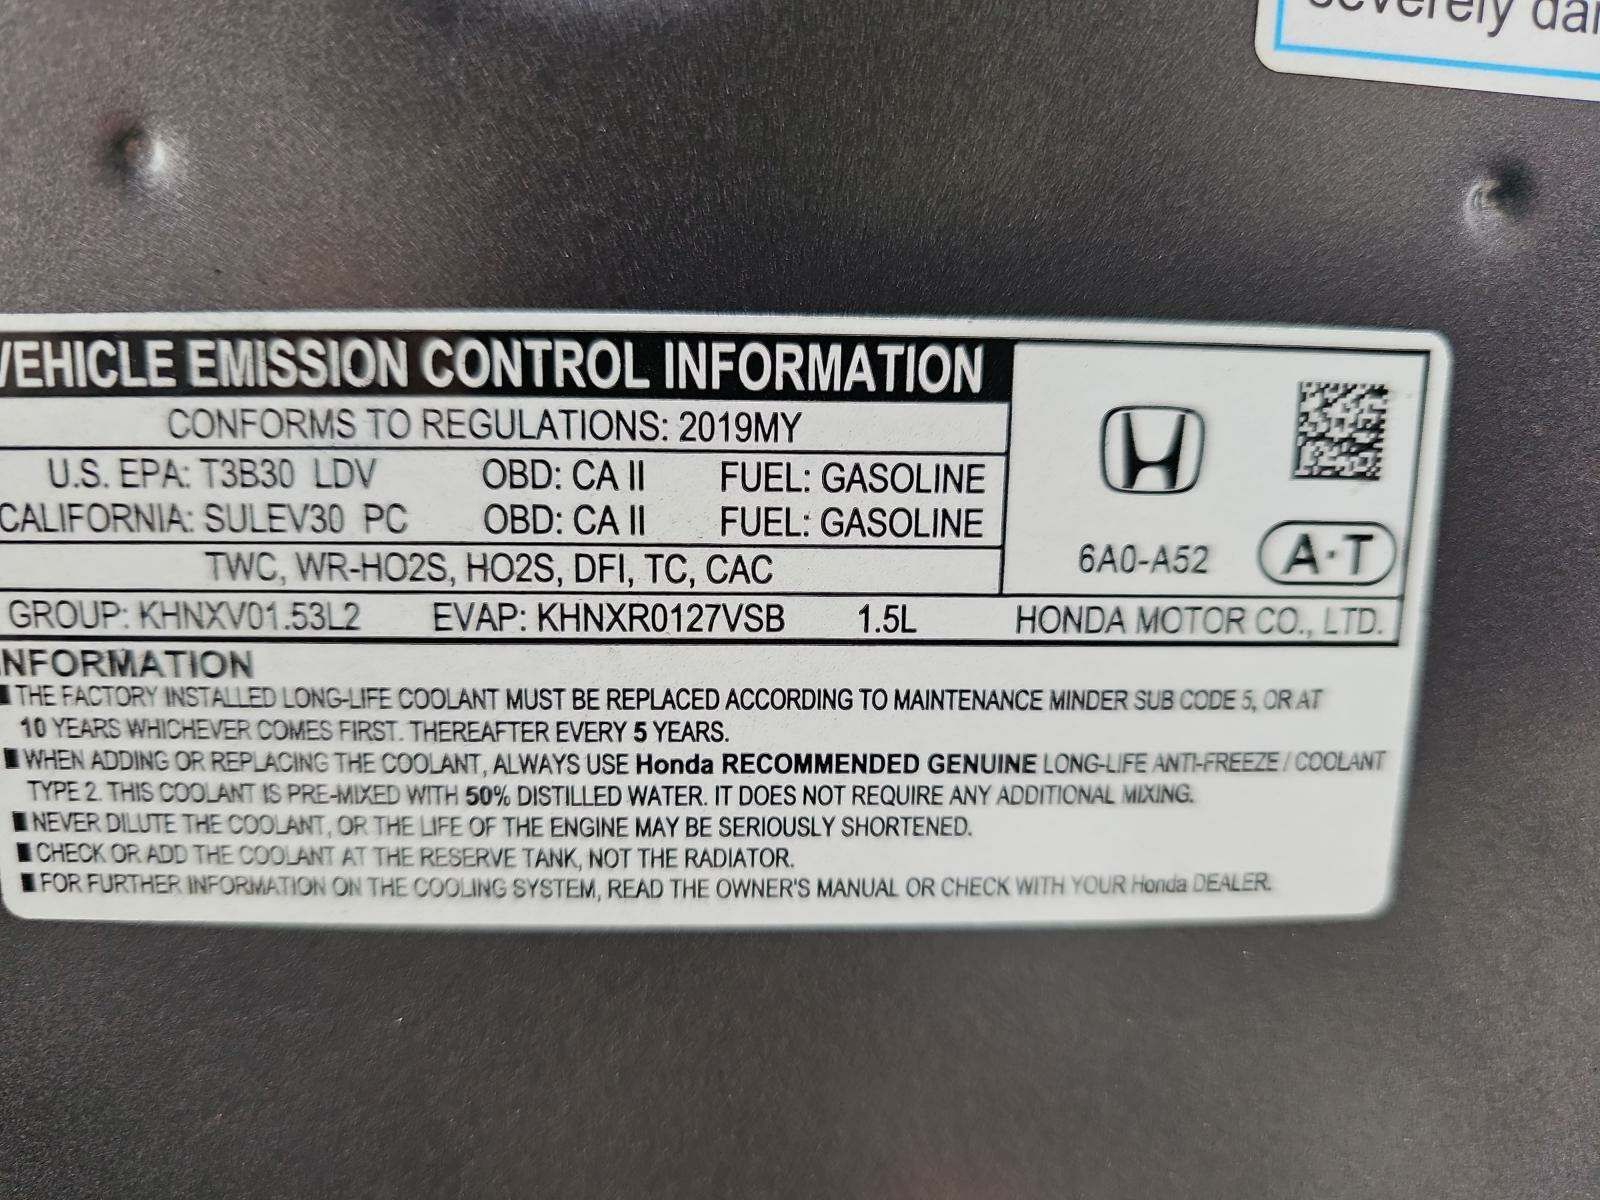 severely
VEHICLE EMISSION CONTROL INFORMATION
CONFORMS TO REGULATIONS: 2019MY
U.S. EPA: T3B30 LDV OBD: CA II FUEL: GASOLINE
CALIFORNIA: SULEV30 PC OBD: CA II FUEL: GASOLINE
TWC, WR-HO2S, HO2S, DFI, TC, CAC
6A0-A52 A·T
GROUP: KHNXV01.53L2 EVAP: KHNXR0127VSB 1.5L HONDA MOTOR CO., LTD.
INFORMATION
THE FACTORY INSTALLED LONG-LIFE COOLANT MUST BE REPLACED ACCORDING TO MAINTENANCE MINDER SUB CODE 5, OR AT
10 YEARS WHICHEVER COMES FIRST. THEREAFTER EVERY 5 YEARS.
WHEN ADDING OR REPLACING THE COOLANT, ALWAYS USE Honda RECOMMENDED GENUINE LONG-LIFE ANTI-FREEZE / COOLANT
TYPE 2. THIS COOLANT IS PRE-MIXED WITH 50% DISTILLED WATER. IT DOES NOT REQUIRE ANY ADDITIONAL MIXING.
NEVER DILUTE THE COOLANT, OR THE LIFE OF THE ENGINE MAY BE SERIOUSLY SHORTENED.
CHECK OR ADD THE COOLANT AT THE RESERVE TANK, NOT THE RADIATOR.
FOR FURTHER INFORMATION ON THE COOLING SYSTEM, READ THE OWNER'S MANUAL OR CHECK WITH YOUR Honda DEALER.